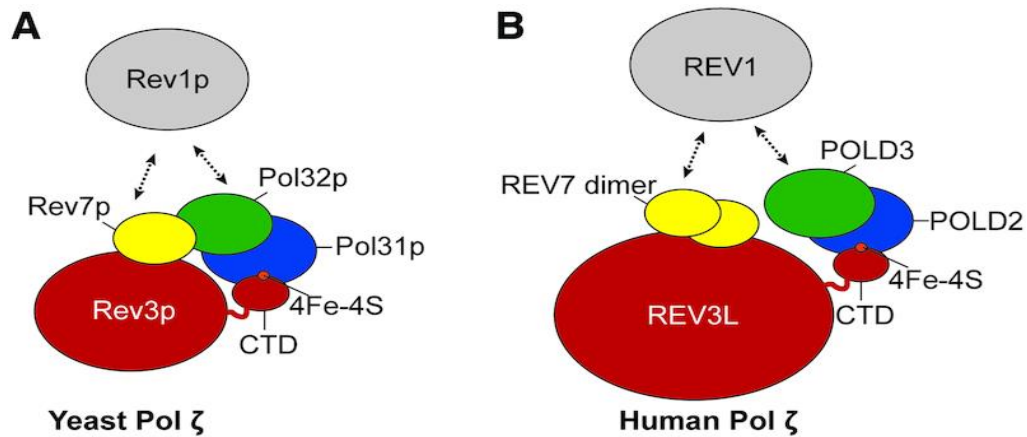 A
Rev1p
Rev7p
Pol32p
Pol31p
Rev3p
4Fe-4S
CTD
Yeast Pol ζ
B
REV1
REV7 dimer
POLD3
POLD2
REV3L
4Fe-4S
CTD
Human Pol ζ